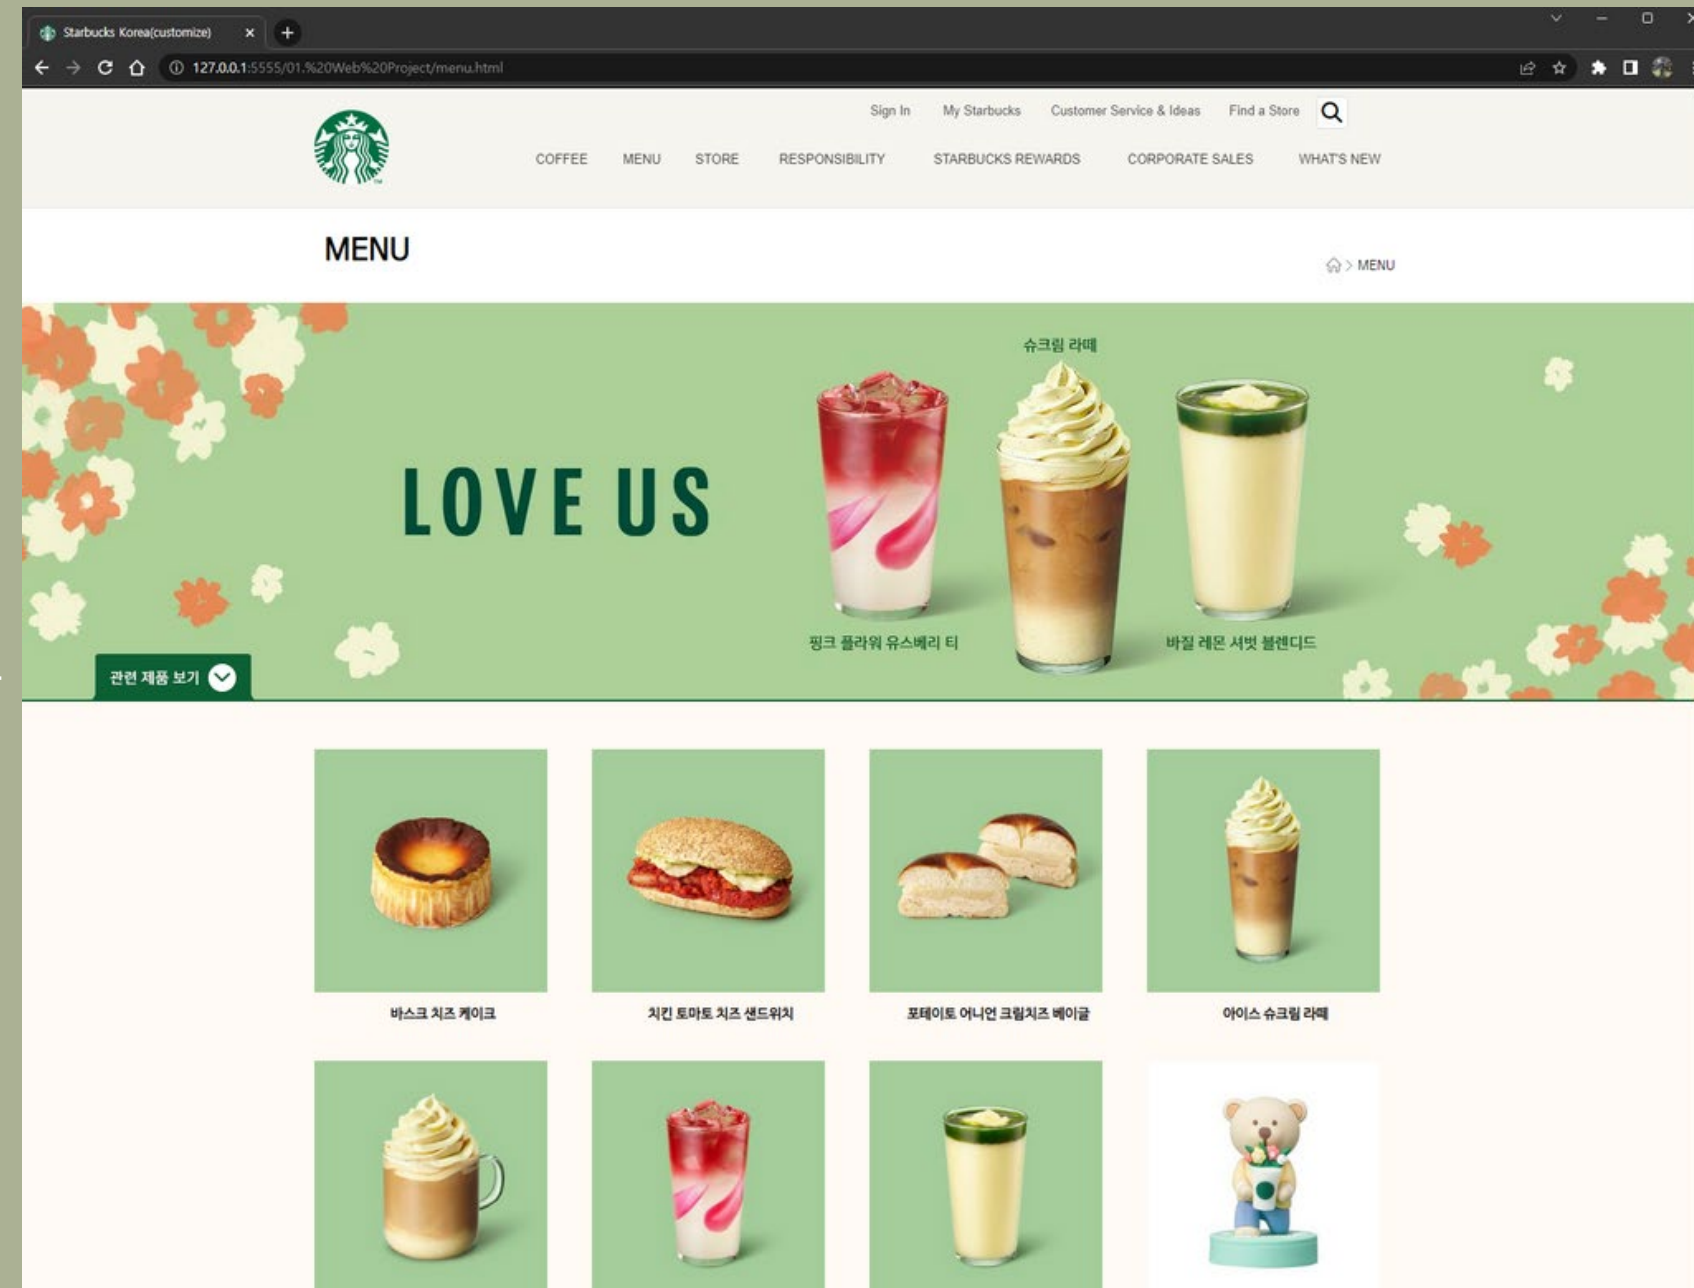 Starbucks Korea(customize)
127.0.0.1:5555/01.%20Web%20Project/menu.html
Sign In My Starbucks Customer Service & Ideas Find a Store
COFFEE MENU STORE RESPONSIBILITY STARBUCKS REWARDS CORPORATE SALES WHAT'S NEW
MENU
> MENU
슈크림 라떼
LOVE US
핑크 플라워 유스베리 티 바질 레몬 셔벗 블렌디드
관련 제품 보기
바스크 치즈 케이크 치킨 토마토 치즈 샌드위치 포테이토 어니언 크림치즈 베이글 아이스 슈크림 라떼